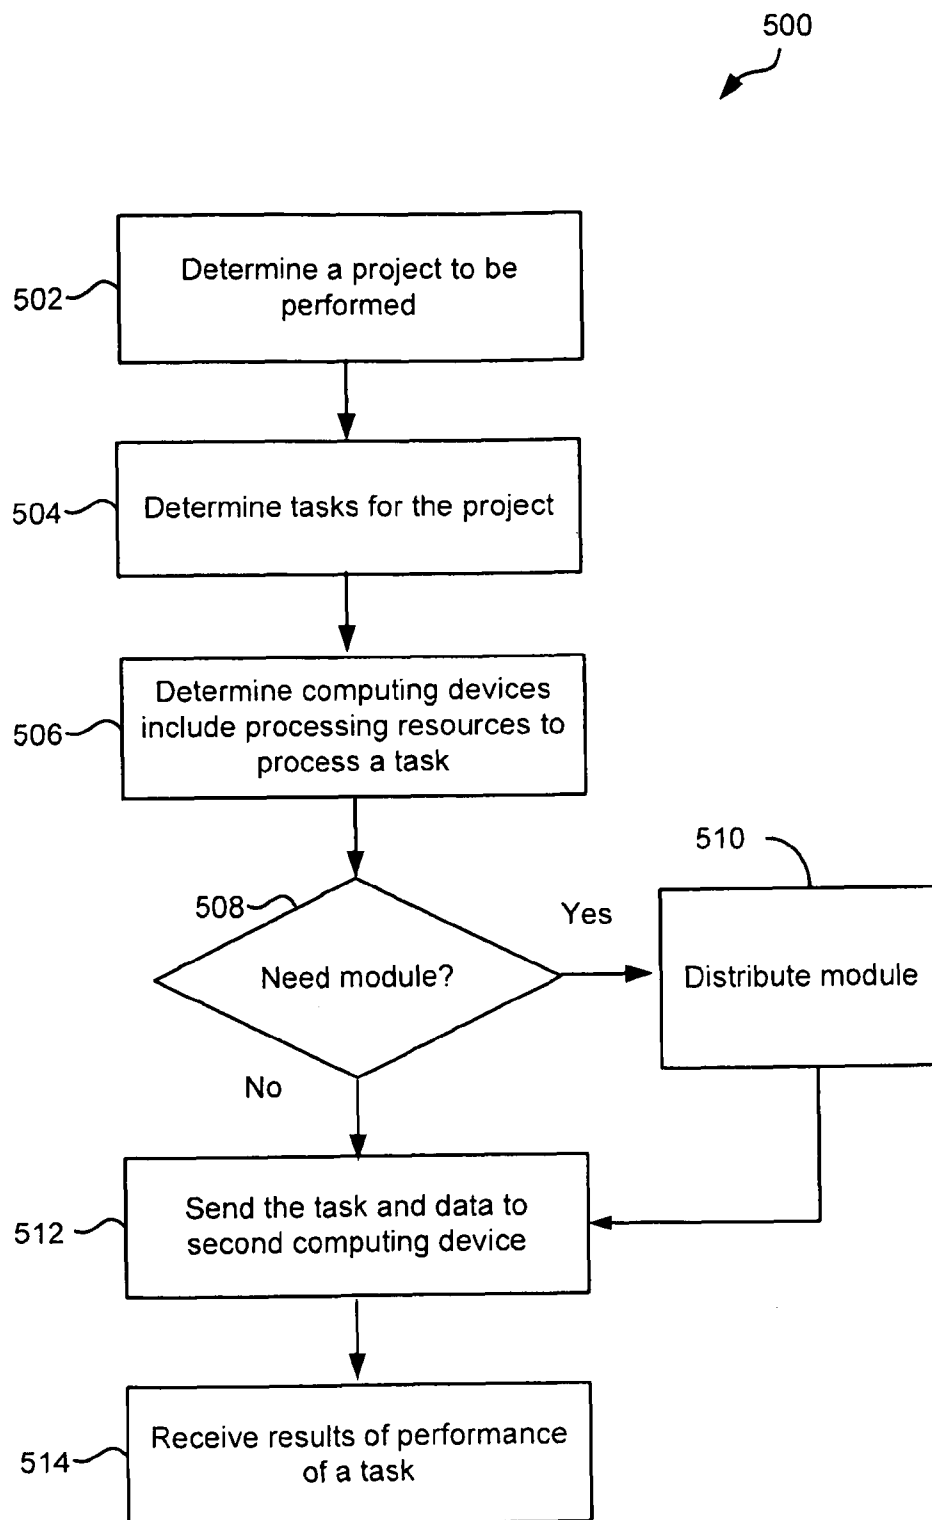 500
502
Determine a project to be
performed
504
Determine tasks for the project
506
Determine computing devices
include processing resources to
process a task
508
Need module?
Yes
510
Distribute module
No
512
Send the task and data to
second computing device
514
Receive results of performance
of a task